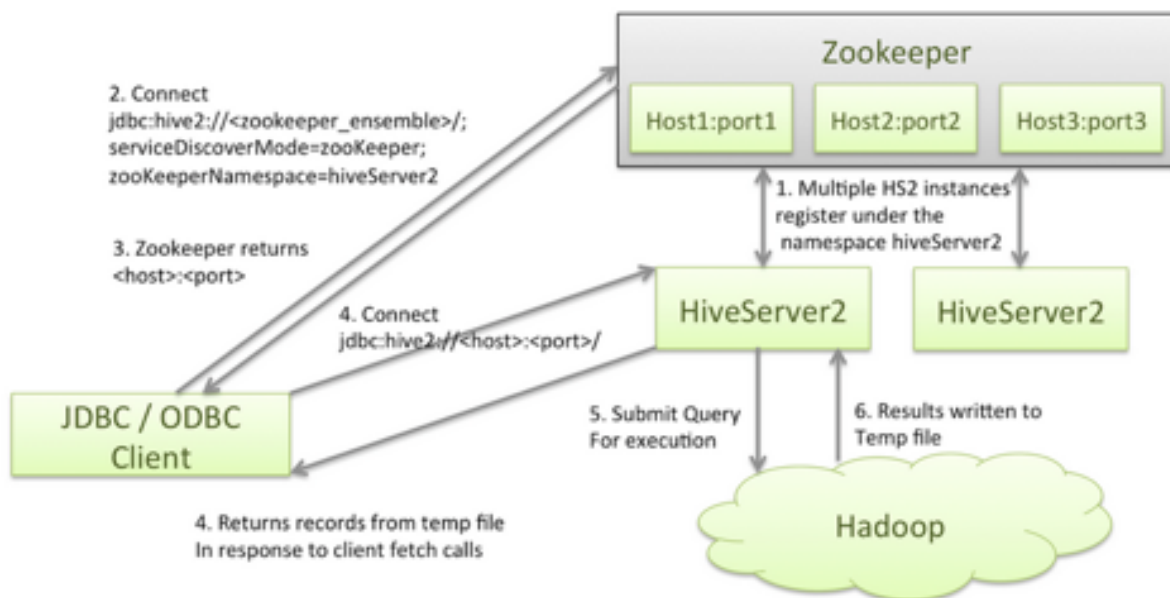 Zookeeper
Host1:port1
Host2:port2
Host3:port3
2. Connect
jdbc:hive2://<zookeeper_ensemble>/;
serviceDiscoverMode=zooKeeper;
zooKeeperNamespace=hiveServer2
1. Multiple HS2 instances
register under the
namespace hiveServer2
3. Zookeeper returns
<host>:<port>
4. Connect
jdbc:hive2://<host>:<port>/
HiveServer2
HiveServer2
JDBC / ODBC
Client
5. Submit Query
For execution
6. Results written to
Temp file
4. Returns records from temp file
In response to client fetch calls
Hadoop